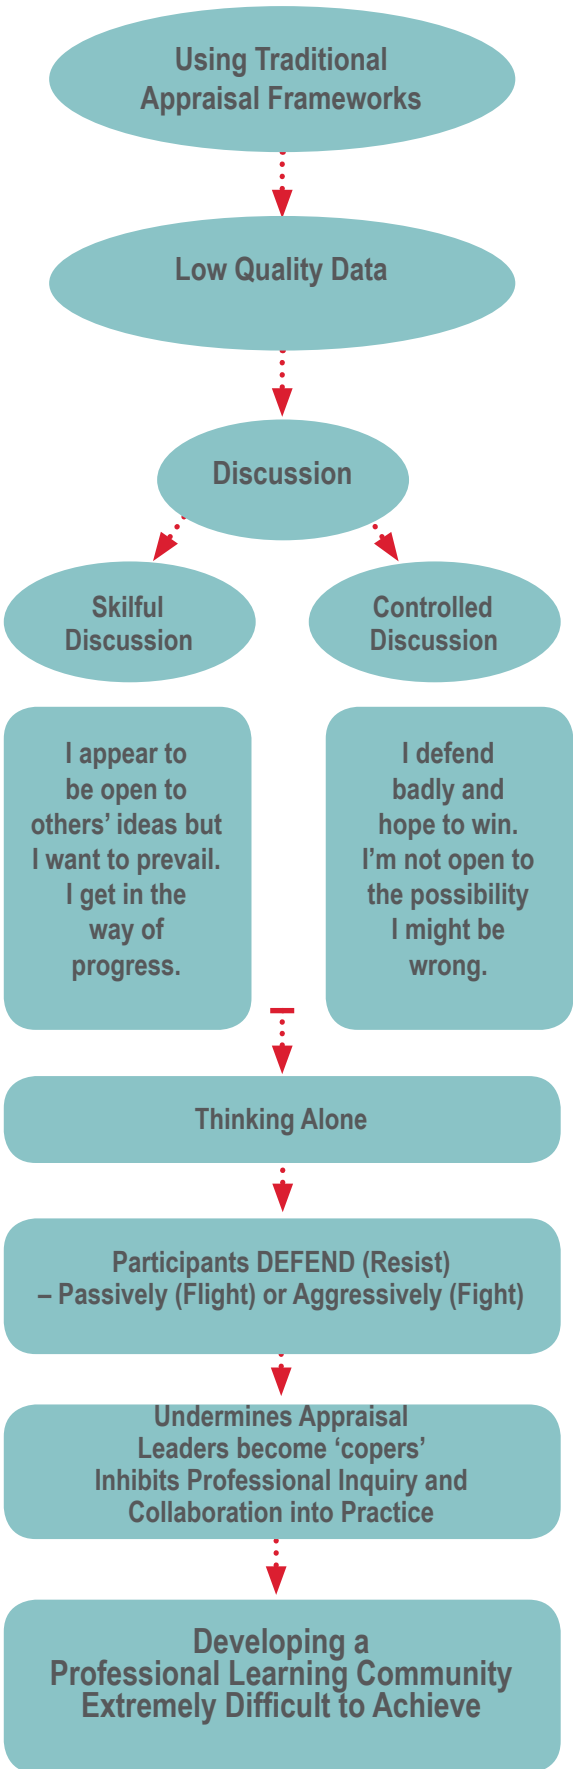 Using Traditional
Appraisal Frameworks
Low Quality Data
Discussion
Skilful
Discussion
Controlled
Discussion
I appear to
be open to
others’ ideas but
I want to prevail.
I get in the
way of
progress.
I defend
badly and
hope to win.
I’m not open to
the possibility
I might be
wrong.
Thinking Alone
Participants DEFEND (Resist)
– Passively (Flight) or Aggressively (Fight)
Undermines Appraisal
Leaders become ‘copers’
Inhibits Professional Inquiry and
Collaboration into Practice
Developing a
Professional Learning Community
Extremely Difficult to Achieve